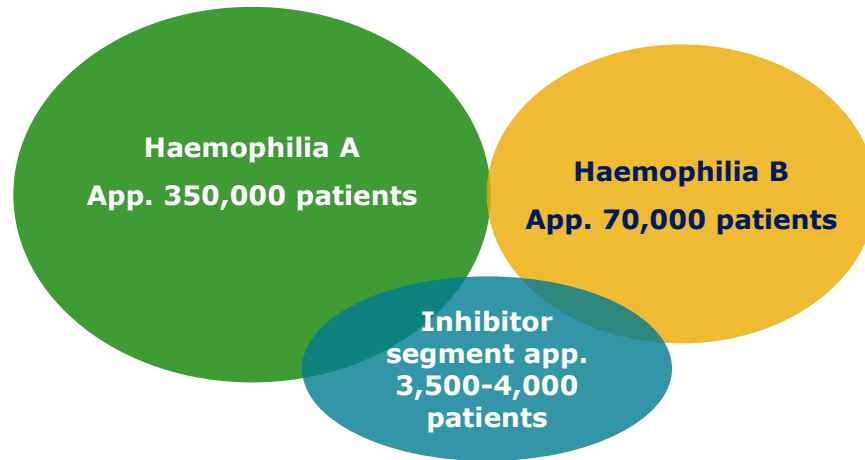 Haemophilia A
App. 350,000 patients
Haemophilia B
App. 70,000 patients
Inhibitor
segment app.
3,500-4,000
patients